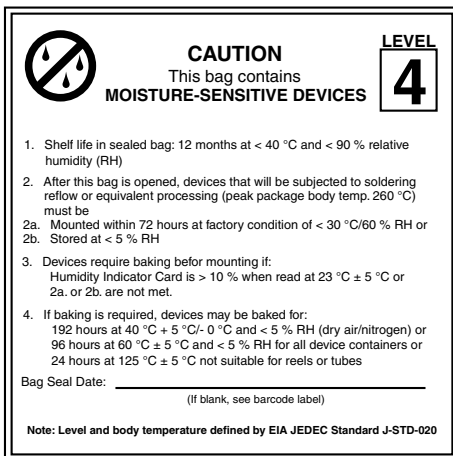 LEVEL
4
CAUTION
This bag contains
MOISTURE-SENSITIVE DEVICES
1. Shelf life in sealed bag: 12 months at < 40 °C and < 90 % relative
humidity (RH)
2. After this bag is opened, devices that will be subjected to soldering
reflow or equivalent processing (peak package body temp. 260 °C)
must be
2a. Mounted within 72 hours at factory condition of < 30 °C/60 % RH or
2b. Stored at < 5 % RH
3. Devices require baking befor mounting if:
Humidity Indicator Card is > 10 % when read at 23 °C ± 5 °C or
2a. or 2b. are not met.
4. If baking is required, devices may be baked for:
192 hours at 40 °C + 5 °C/- 0 °C and < 5 % RH (dry air/nitrogen) or
96 hours at 60 °C ± 5 °C and < 5 % RH for all device containers or
24 hours at 125 °C ± 5 °C not suitable for reels or tubes
Bag Seal Date:
(If blank, see barcode label)
Note: Level and body temperature defined by EIA JEDEC Standard J-STD-020